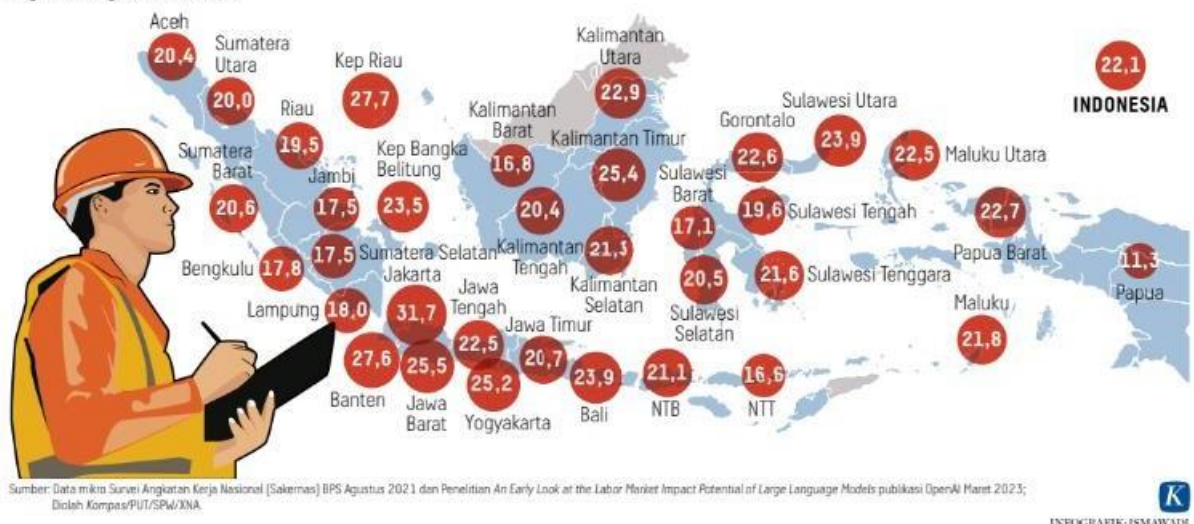 Aceh
20,4
Sumatera
Utara
20,0
Kep Riau
27,7
Riau
19,5
Sumatera
Barat
20,6
Jambi
17,5
Kep Bangka
Belitung
23,5
Bengkulu
17,8
17,5
Sumatera Selatan
Lampung
18,0
Jakarta
31,7
27,6
Banten
25,5
Jawa
Barat
Jawa
Tengah
22,5
25,2
Yogyakarta
Jawa Timur
20,7
23,9
Bali
21,1
NTB
16,6
NTT
Kalimantan
Utara
22,9
Kalimantan
Barat
16,8
Kalimantan Timur
25,4
20,4
Kalimantan
Tengah
21,3
Kalimantan
Selatan
Sulawesi Utara
23,9
Gorontalo
22,6
Sulawesi
Barat
17,1
19,6
Sulawesi Tengah
20,5
Sulawesi
Selatan
21,6
Sulawesi Tenggara
22,5
Maluku Utara
22,7
Papua Barat
11,3
Papua
Maluku
21,8
22,1
INDONESIA
Sumber: Data mikro Survei Angkatan Kerja Nasional (Sakernas) BPS Agustus 2021 dan Penelitian An Early Look at the Labor Market Impact Potential of Large Language Models publikasi OpenAI Maret 2023;
Diolah Kompas/PUT/SPW/XNA
K
INFOGRAFIK: ISMAWADI